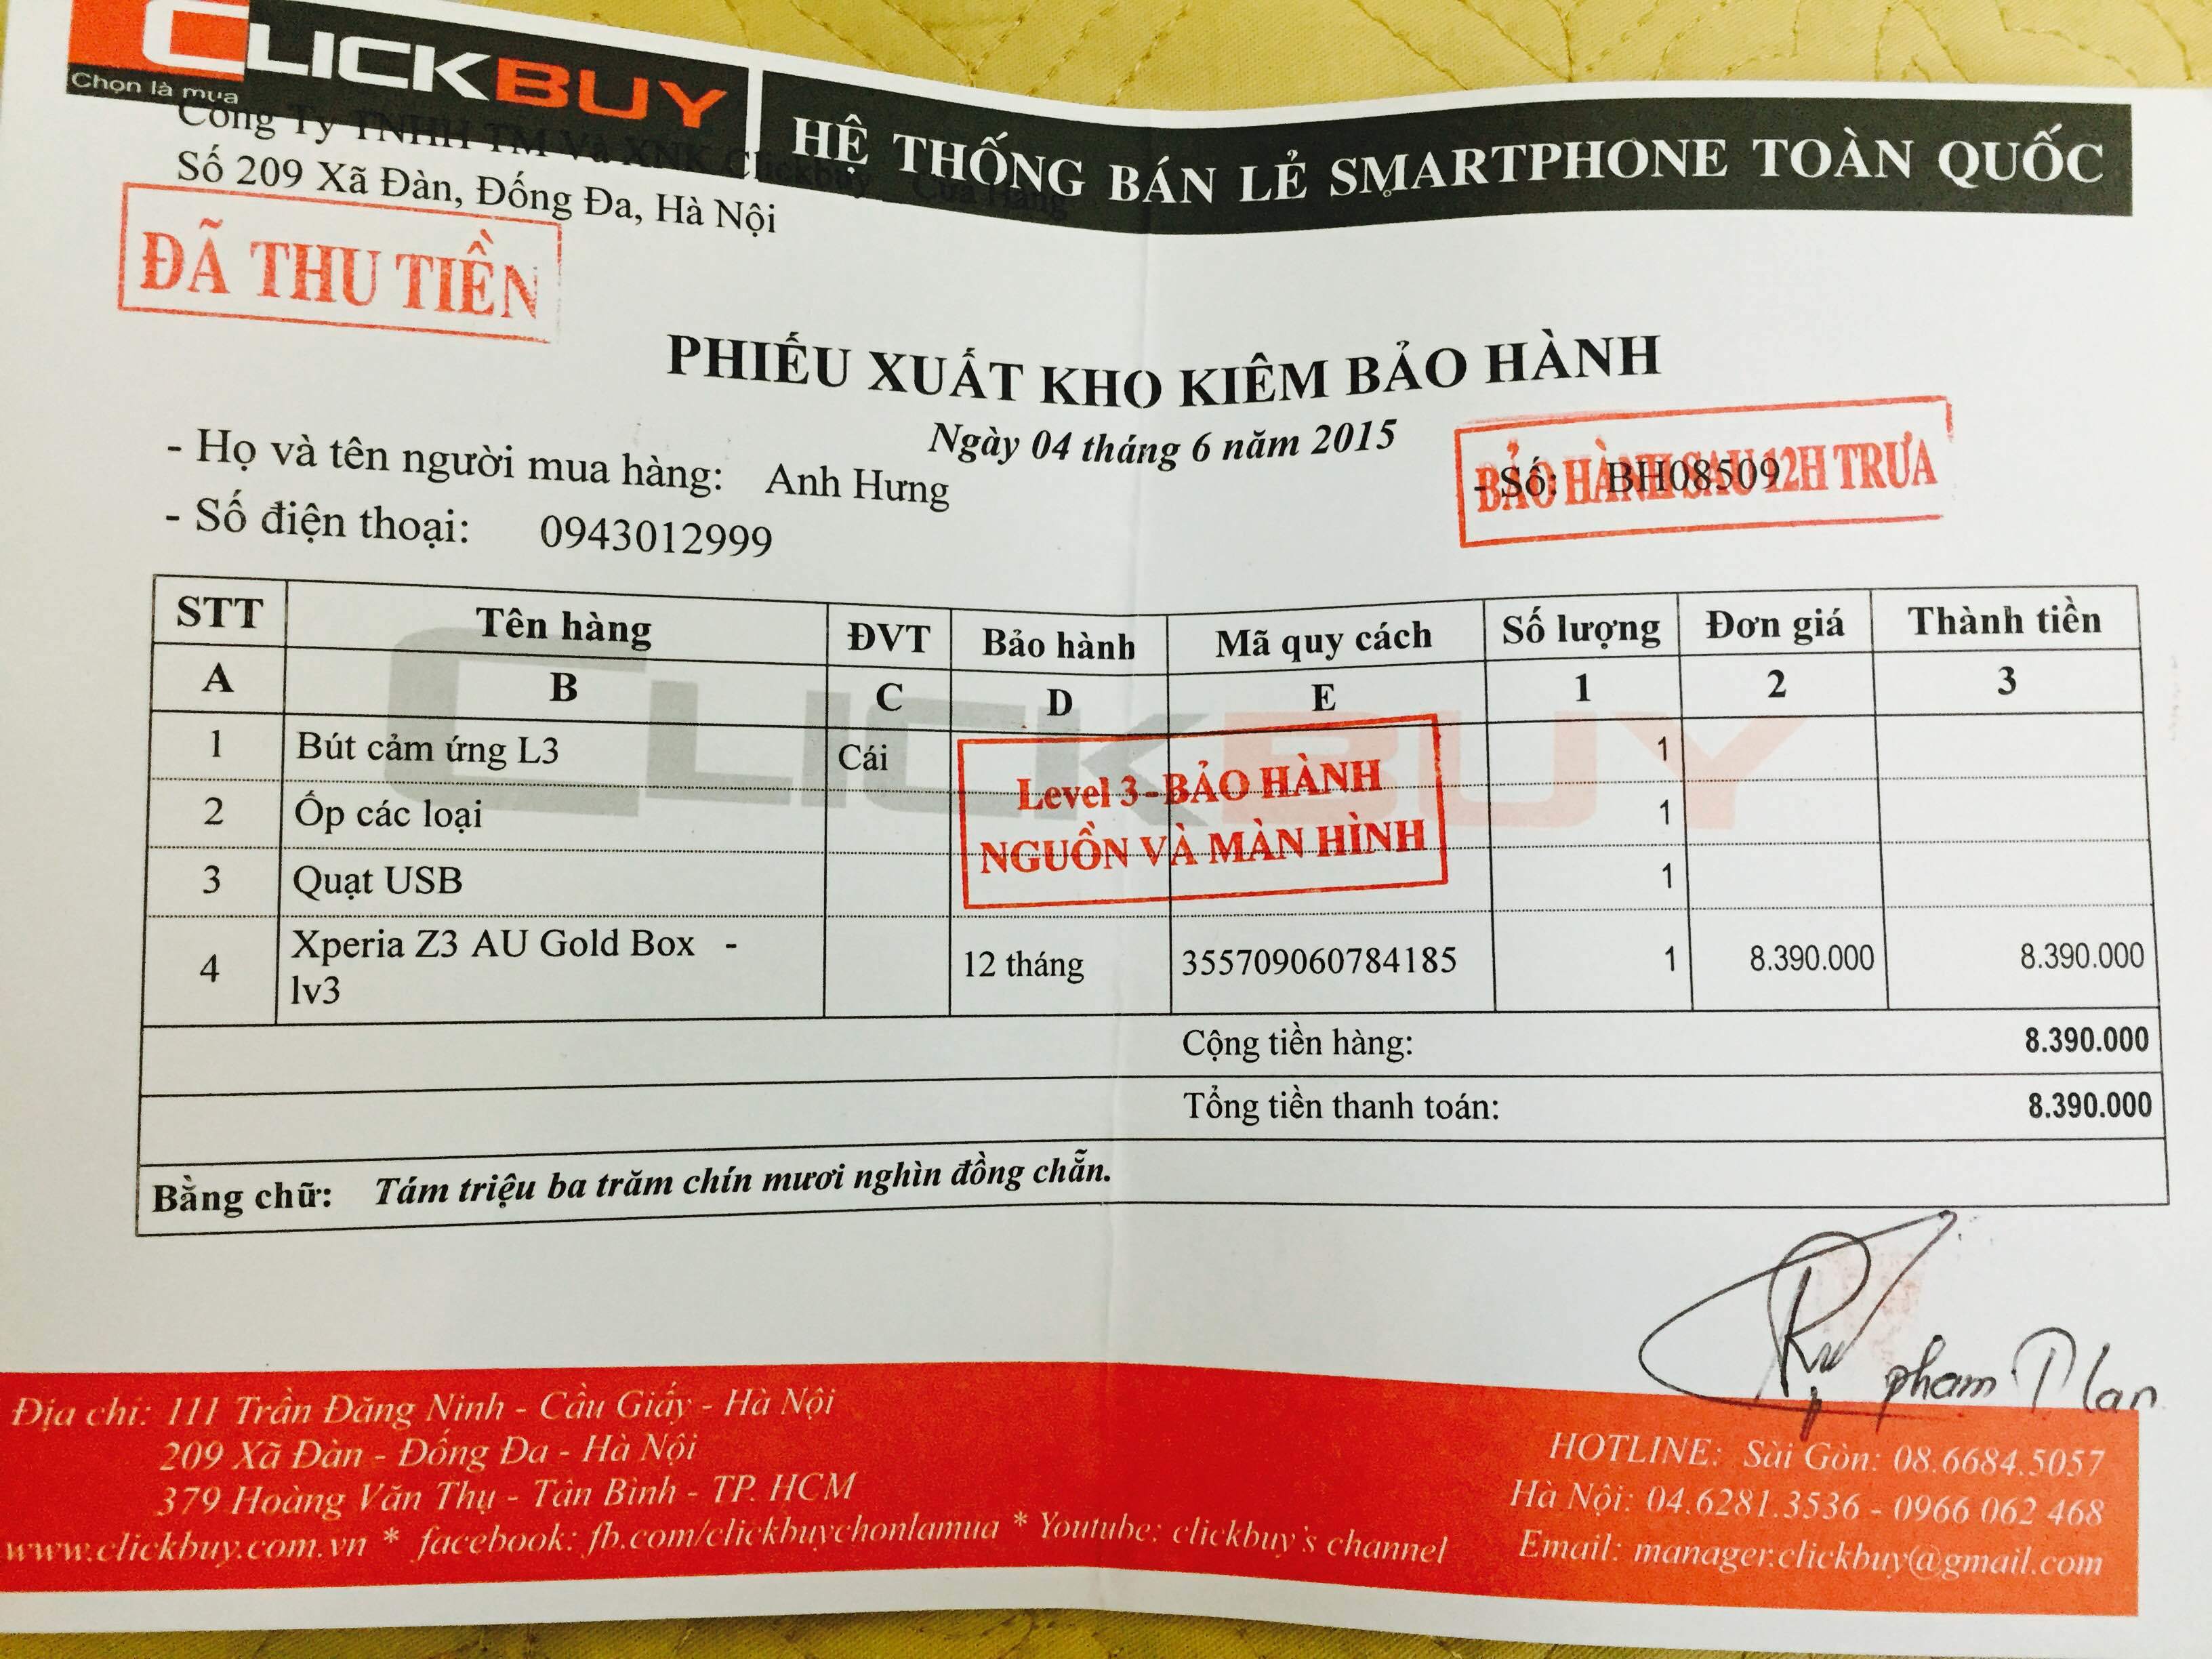 CLICKBUY
Chọn là mua
HỆ THỐNG BÁN LẺ SMARTPHONE TOÀN QUỐC
Công Ty TNHH TM Và XNK Clickbuy - Cửa Hàng
Số 209 Xã Đàn, Đống Đa, Hà Nội
ĐÃ THU TIỀN
PHIẾU XUẤT KHO KIÊM BẢO HÀNH
Ngày 04 tháng 6 năm 2015
- Họ và tên người mua hàng: Anh Hưng
- Số: BH08509
BẢO HÀNH SAU 12H TRƯA
- Số điện thoại: 0943012999
STT Tên hàng ĐVT Bảo hành Mã quy cách Số lượng Đơn giá Thành tiền
A B C D E 1 2 3
1 Bút cảm ứng L3 Cái 1
2 Ốp các loại 1
3 Quạt USB 1
Level 3 - BẢO HÀNH
NGUỒN VÀ MÀN HÌNH
4 Xperia Z3 AU Gold Box - 12 tháng 355709060784185 1 8.390.000 8.390.000
lv3
Cộng tiền hàng: 8.390.000
Tổng tiền thanh toán: 8.390.000
Bằng chữ: Tám triệu ba trăm chín mươi nghìn đồng chẵn.
CLICKBUY
phạm T Lan
Địa chỉ: 111 Trần Đăng Ninh - Cầu Giấy - Hà Nội
209 Xã Đàn - Đống Đa - Hà Nội
379 Hoàng Văn Thụ - Tân Bình - TP. HCM
www.clickbuy.com.vn * facebook: fb.com/clickbuychonlamua * Youtube: clickbuy's channel
HOTLINE: Sài Gòn: 08.6684.5057
Hà Nội: 04.6281.3536 - 0966 062 468
Email: manager.clickbuy@gmail.com